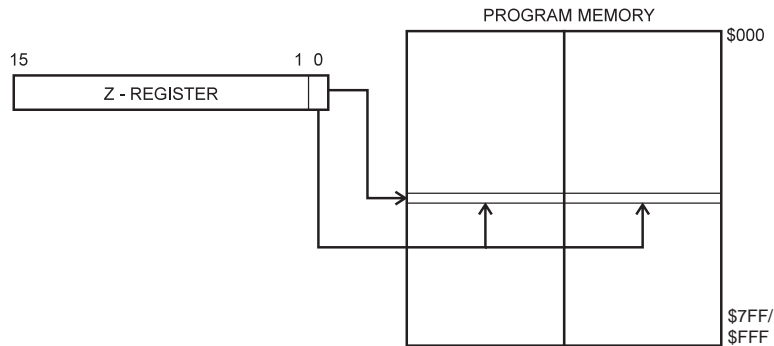 PROGRAM MEMORY
$000
15
1 0
Z - REGISTER
$7FF/
$FFF